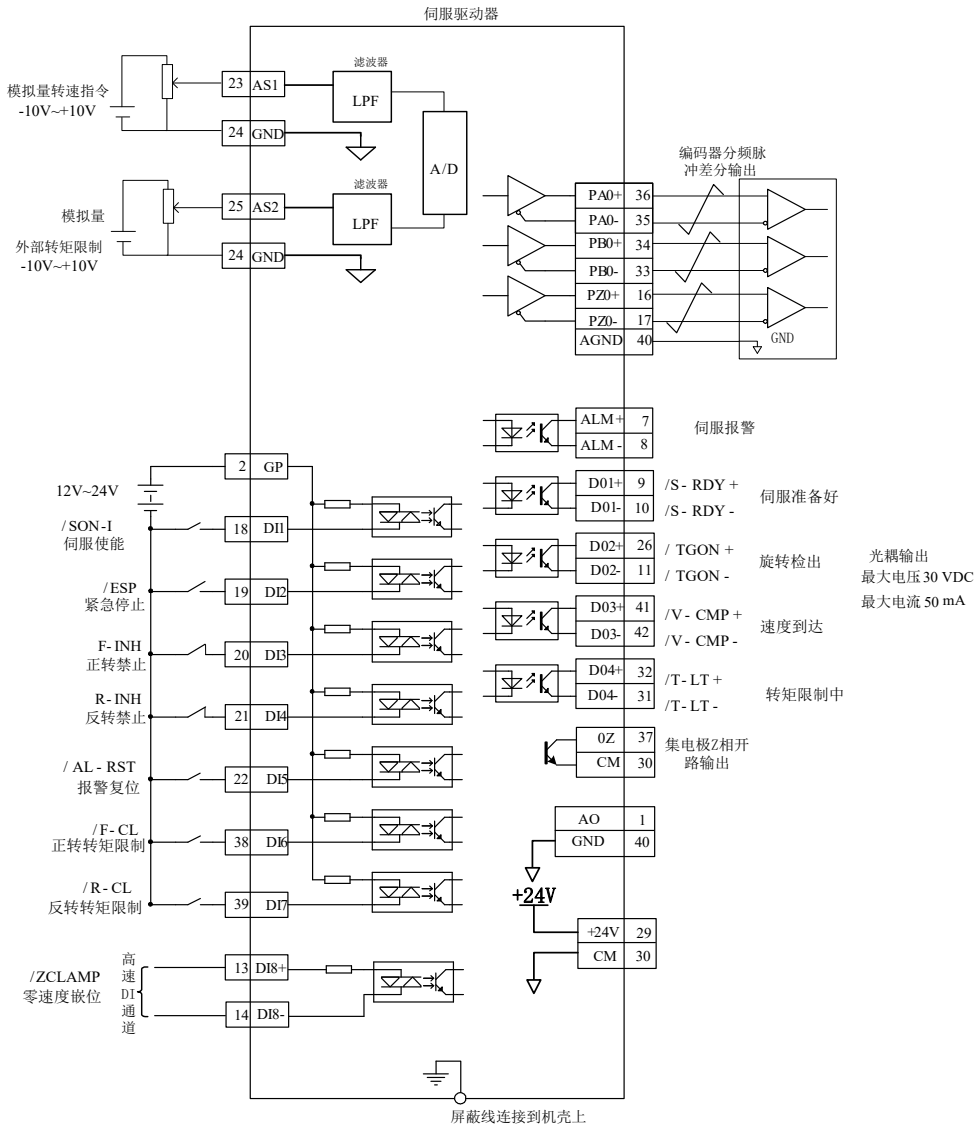 伺服驱动器
模拟量转速指令
-10V~+10V
23 AS1
24 GND
滤波器
LPF
A/D
模拟量
外部转矩限制
-10V~+10V
25 AS2
24 GND
滤波器
LPF
编码器分频脉
冲差分输出
PA0+ 36
PA0- 35
PB0+ 34
PB0- 33
PZ0+ 16
PZ0- 17
AGND 40
GND
ALM+ 7
ALM- 8
伺服报警
D01+ 9 /S-RDY+
D01- 10 /S-RDY-
伺服准备好
D02+ 26 /TGON+
D02- 11 /TGON-
旋转检出
D03+ 41 /V-CMP+
D03- 42 /V-CMP-
速度到达
D04+ 32 /T-LT+
D04- 31 /T-LT-
转矩限制中
光耦输出
最大电压30 VDC
最大电流50 mA
0Z 37
CM 30
集电极Z相开
路输出
AO 1
GND 40
+24V
+24V 29
CM 30
2 GP
12V~24V
/SON-I
伺服使能
18 DI1
/ESP
紧急停止
19 DI2
F-INH
正转禁止
20 DI3
R-INH
反转禁止
21 DI4
/AL-RST
报警复位
22 DI5
/F-CL
正转转矩限制
38 DI6
/R-CL
反转转矩限制
39 DI7
/ZCLAMP
零速度嵌位
高
速
DI
通
道
13 DI8+
14 DI8-
屏蔽线连接到机壳上